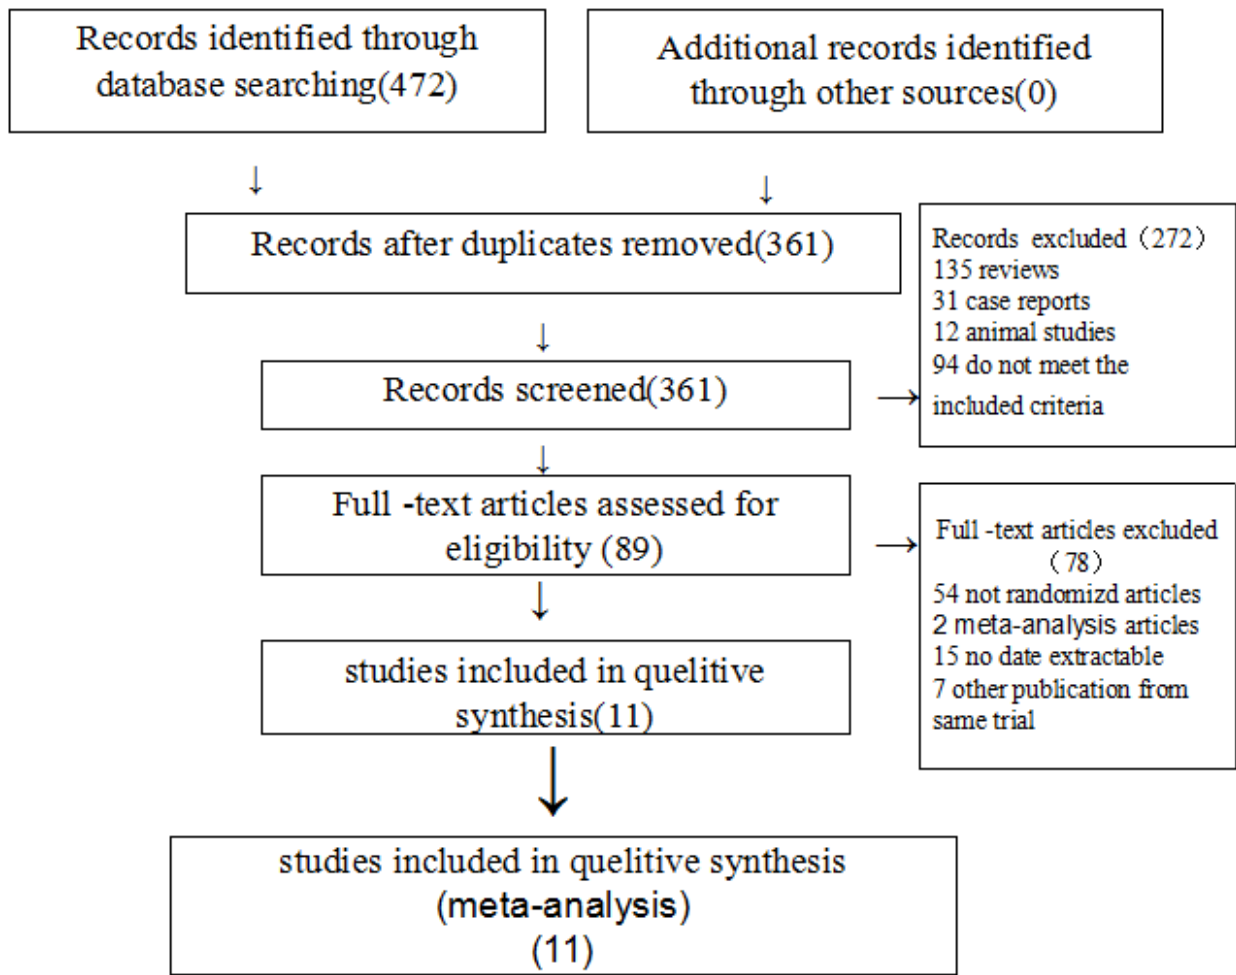 Records identified through
database searching(472)
Additional records identified
through other sources(0)
↓
↓
Records after duplicates removed(361)
Records excluded（272）
135 reviews
31 case reports
12 animal studies
94 do not meet the
included criteria
↓
Records screened(361)
→
↓
Full -text articles assessed for
eligibility (89)
→
Full -text articles excluded
（78）
54 not randomizd articles
2 meta-analysis articles
15 no date extractable
7 other publication from
same trial
↓
studies included in quelitive
synthesis(11)
↓
studies included in quelitive synthesis
(meta-analysis)
(11)